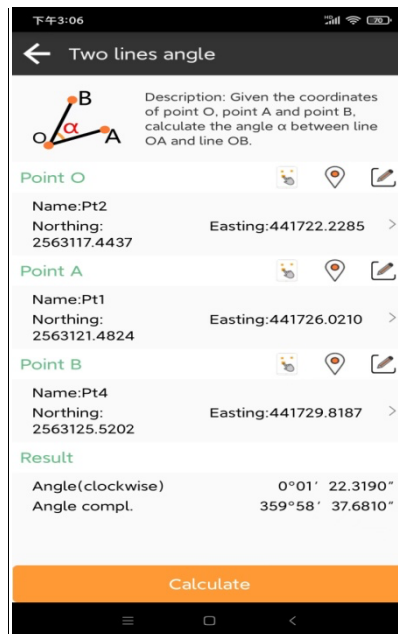 下午3:06
70
Two lines angle
B
α
O
A
Description: Given the coordinates
of point O, point A and point B,
calculate the angle α between line
OA and line OB.
Point O
Name:Pt2
Northing:
2563117.4437
Easting:441722.2285
Point A
Name:Pt1
Northing:
2563121.4824
Easting:441726.0210
Point B
Name:Pt4
Northing:
2563125.5202
Easting:441729.8187
Result
Angle(clockwise) 0°01′ 22.3190″
Angle compl. 359°58′ 37.6810″
Calculate